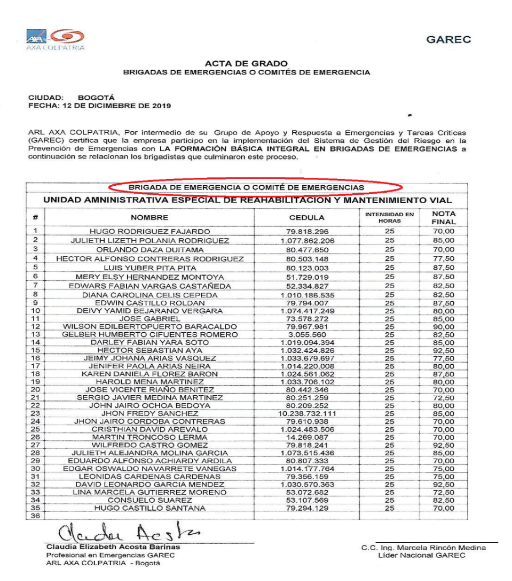 AXA COLPATRIA
GAREC
ACTA DE GRADO
BRIGADAS DE EMERGENCIAS O COMITÉS DE EMERGENCIA
CIUDAD: BOGOTÁ
FECHA: 12 DE DICIMEBRE DE 2019
ARL AXA COLPATRIA, Por intermedio de su Grupo de Apoyo y Respuesta a Emergencias y Tareas Criticas
(GAREC) certifica que la empresa participo en la implementación del Sistema de Gestión del Riesgo en la
Prevención de Emergencias con LA FORMACIÓN BÁSICA INTEGRAL EN BRIGADAS DE EMERGENCIAS a
continuación se relacionan los brigadistas que culminaron este proceso.
BRIGADA DE EMERGENCIA O COMITÉ DE EMERGENCIAS
UNIDAD AMNINISTRATIVA ESPECIAL DE REAHABILITACION Y MANTENIMIENTO VIAL
# NOMBRE CEDULA INTENSIDAD EN HORAS NOTA FINAL
1 HUGO RODRIGUEZ FAJARDO 79.818.296 25 70,00
2 JULIETH LIZETH POLANIA RODRIGUEZ 1.077.862.206 25 85,00
3 ORLANDO DAZA DUITAMA 80.477.650 25 70,00
4 HECTOR ALFONSO CONTRERAS RODRIGUEZ 80.503.148 25 77,50
5 LUIS YUBER PITA PITA 80.123.003 25 87,50
6 MERY ELSY HERNANDEZ MONTOYA 51.729.019 25 87,50
7 EDWARS FABIAN VARGAS CASTAÑEDA 52.334.827 25 82,50
8 DIANA CAROLINA CELIS CEPEDA 1.010.186.535 25 82,50
9 EDWIN CASTILLO ROLDAN 79.794.007 25 87,50
10 DEIVY YAMID BEJARANO VERGARA 1.074.417.249 25 80,00
11 JOSE GABRIEL 73.578.272 25 85,00
12 WILSON EDILBERTOPUERTO BARACALDO 79.967.981 25 90,00
13 GELBER HUMBERTO CIFUENTES ROMERO 3.055.560 25 82,50
14 DARLEY FABIAN YARA SOTO 1.019.094.394 25 85,00
15 HECTOR SEBASTIAN AYA 1.032.424.826 25 92,50
16 JEIMY JOHANA ARIAS VASQUEZ 1.033.679.697 25 77,50
17 JENIFER PAOLA ARIAS NEIRA 1.014.220.008 25 80,00
18 KAREN DANIELA FLOREZ BARON 1.024.561.062 25 87,50
19 HAROLD MENA MARTINEZ 1.033.706.102 25 80,00
20 JOSE VICENTE RIAÑO BENITEZ 80.442.346 25 70,00
21 SERGIO JAVIER MEDINA MARTINEZ 80.251.259 25 72,50
22 JOHN JAIRO OCHOA BEDOYA 80.209.252 25 80,00
23 JHON FREDY SANCHEZ 10.238.732.111 25 85,00
24 JHON JAIRO CORDOBA CONTRERAS 79.610.938 25 70,00
25 CRISTHIAN DAVID AREVALO 1.024.483.506 25 70,00
26 MARTIN TRONCOSO LERMA 14.269.087 25 70,00
27 WILFREDO CASTRO GOMEZ 79.818.241 25 92,50
28 JULIETH ALEJANDRA MOLINA GARCIA 1.073.515.436 25 85,00
29 EDUARDO ALFONSO ACHIARDY ARDILA 80.807.333 25 70,00
30 EDGAR OSWALDO NAVARRETE VANEGAS 1.014.177.764 25 75,00
31 LEONIDAS CARDENAS CARDENAS 79.356.159 25 75,00
32 DAVID LEONARDO GARCIA MENDEZ 1.030.570.363 25 92,50
33 LINA MARCELA GUTIERREZ MORENO 53.072.682 25 72,50
34 CONSUELO SUAREZ 53.107.569 25 82,50
35 HUGO CASTILLO SANTANA 79.294.129 25 70,00
36
Claudia Acosta
Claudia Elizabeth Acosta Barinas
Profesional en Emergencias GAREC
ARL AXA COLPATRIA - Bogotá
C.C. Ing. Marcela Rincón Medina
Líder Nacional GAREC